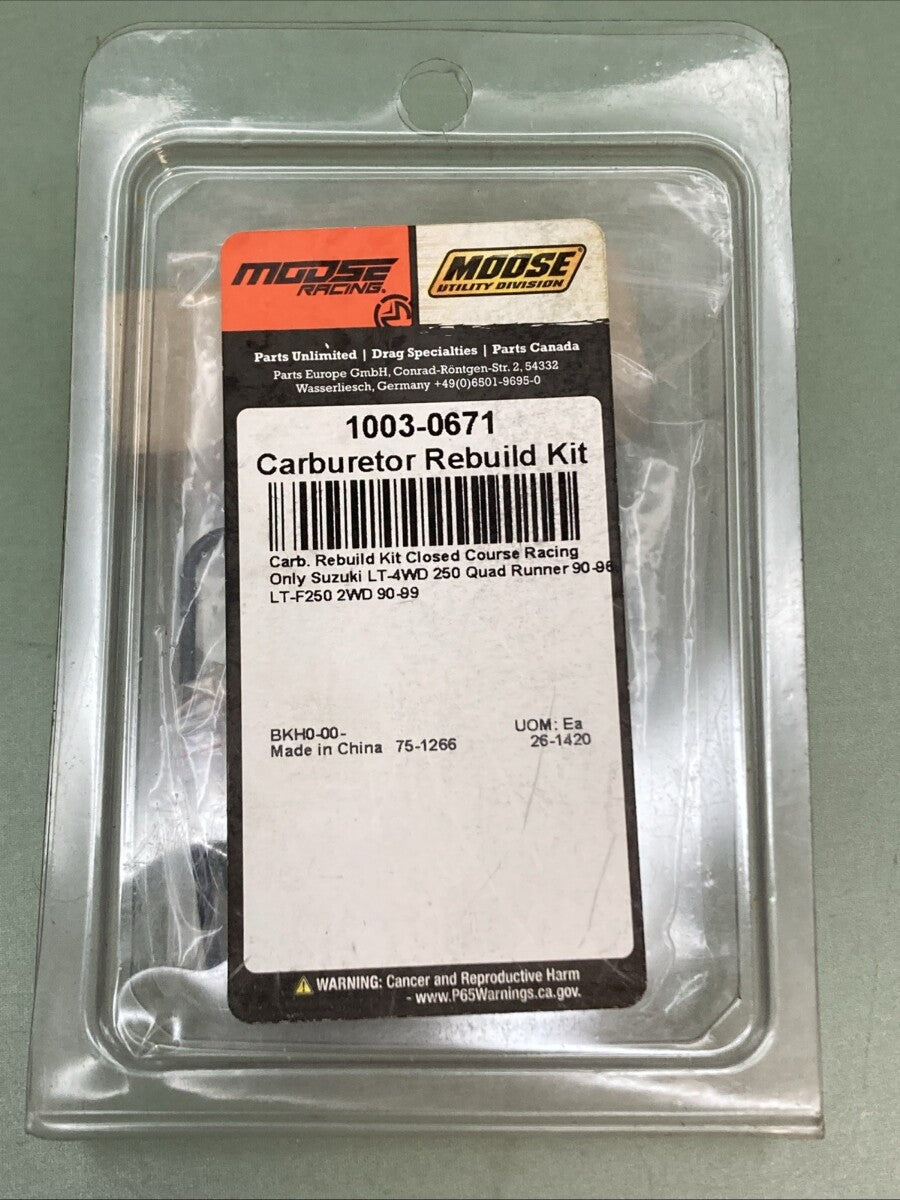 MOOSE
RACING®
MOOSE®
UTILITY DIVISION
Parts Unlimited | Drag Specialties | Parts Canada
Parts Europe GmbH, Conrad-Röntgen-Str. 2, 54332
Wasserliesch, Germany +49(0)6501-9695-0
1003-0671
Carburetor Rebuild Kit
Carb. Rebuild Kit Closed Course Racing
Only Suzuki LT-4WD 250 Quad Runner 90-96
LT-F250 2WD 90-99
BKH0-00-
UOM: Ea
Made in China 75-1266
26-1420
WARNING: Cancer and Reproductive Harm
- www.P65Warnings.ca.gov.